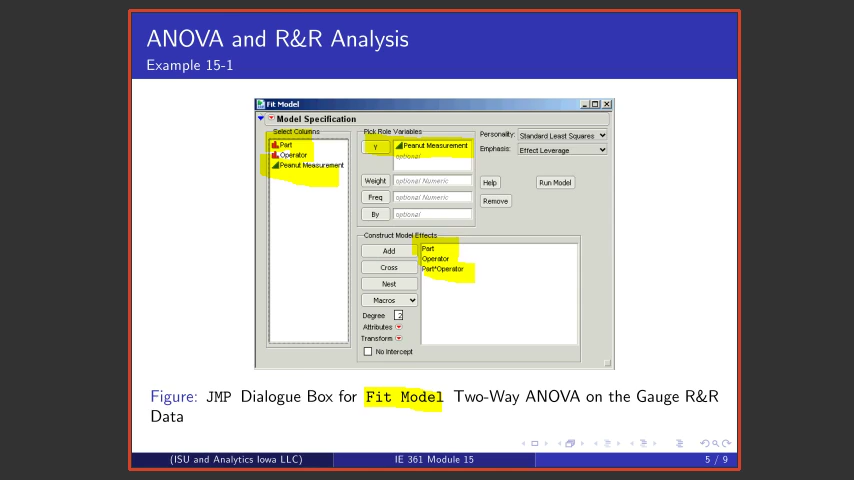 ANOVA and R&R Analysis
Example 15-1
Fit Model
Model Specification
Select Columns
Part
Operator
Peanut Measurement
Pick Role Variables
Y
Peanut Measurement
optional
Weight
optional Numeric
Freq
optional Numeric
By
optional
Personality: Standard Least Squares
Emphasis: Effect Leverage
Help
Run Model
Remove
Construct Model Effects
Add
Cross
Nest
Macros
Degree 2
Attributes
Transform
No Intercept
Part
Operator
Part*Operator
Figure: JMP Dialogue Box for Fit Model Two-Way ANOVA on the Gauge R&R
Data
(ISU and Analytics Iowa LLC)
IE 361 Module 15
5 / 9